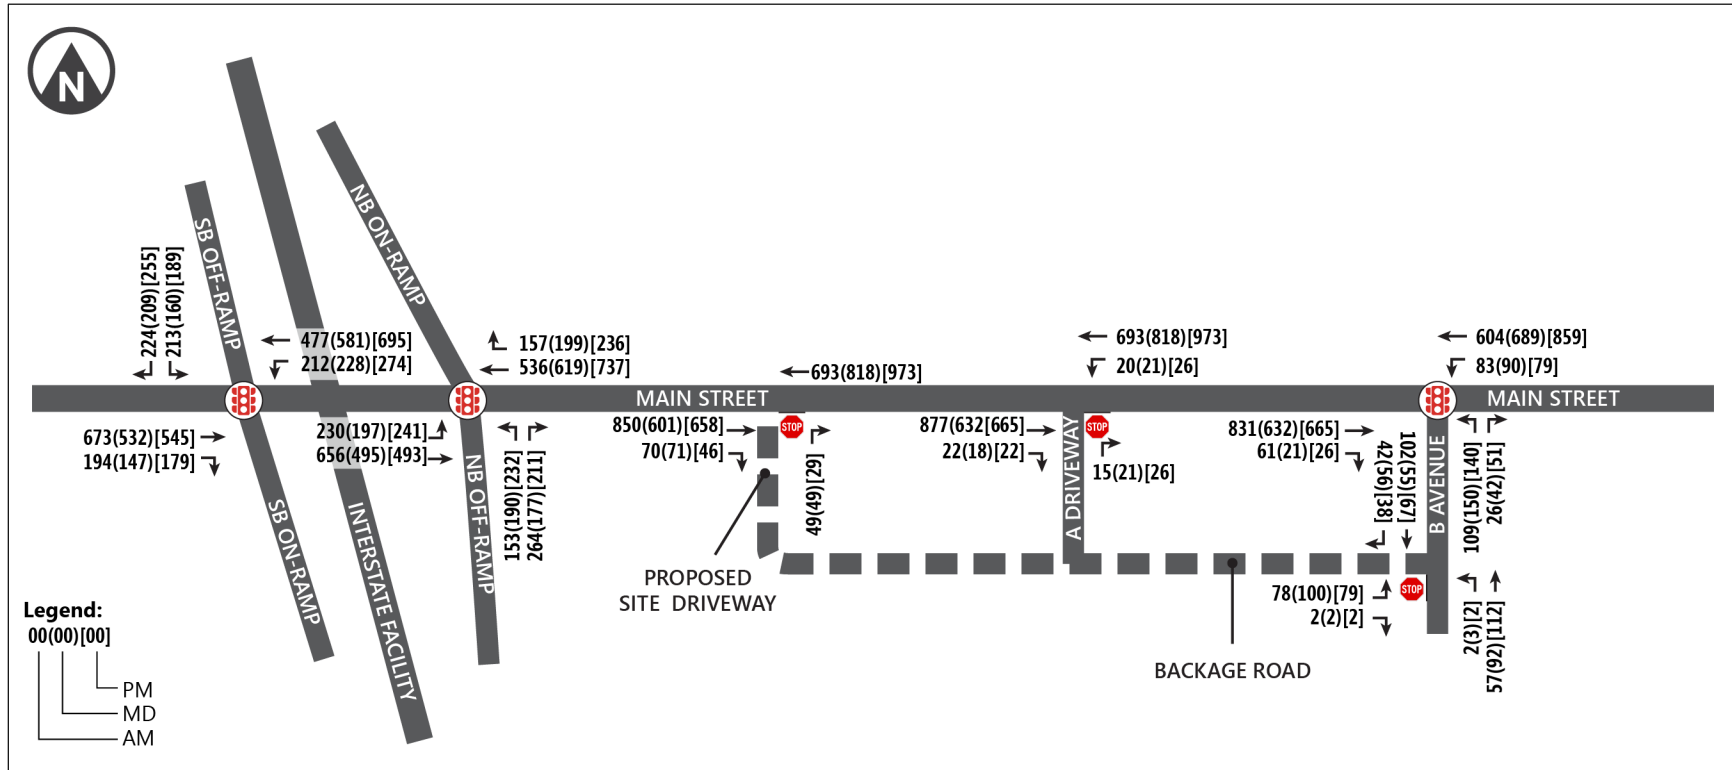 N
SB OFF-RAMP
NB ON-RAMP
224(209)[255]
213(160)[189]
477(581)[695]
212(228)[274]
157(199)[236]
536(619)[737]
693(818)[973]
693(818)[973]
20(21)[26]
604(689)[859]
83(90)[79]
MAIN STREET
MAIN STREET
673(532)[545]
194(147)[179]
230(197)[241]
656(495)[493]
153(190)[232]
264(177)[211]
850(601)[658]
70(71)[46]
STOP
49(49)[29]
877(632[665]
22(18)[22]
STOP
15(21)[26]
831(632)[665]
61(21)[26]
42(56)[38]
102(55)[67]
109(150)[140]
26(42)[51]
SB ON-RAMP
INTERSTATE FACILITY
NB OFF-RAMP
A DRIVEWAY
B AVENUE
PROPOSED
SITE DRIVEWAY
78(100)[79]
2(2)[2]
STOP
2(3)[2]
57(92)[112]
BACKAGE ROAD
Legend:
00(00)[00]
PM
MD
AM